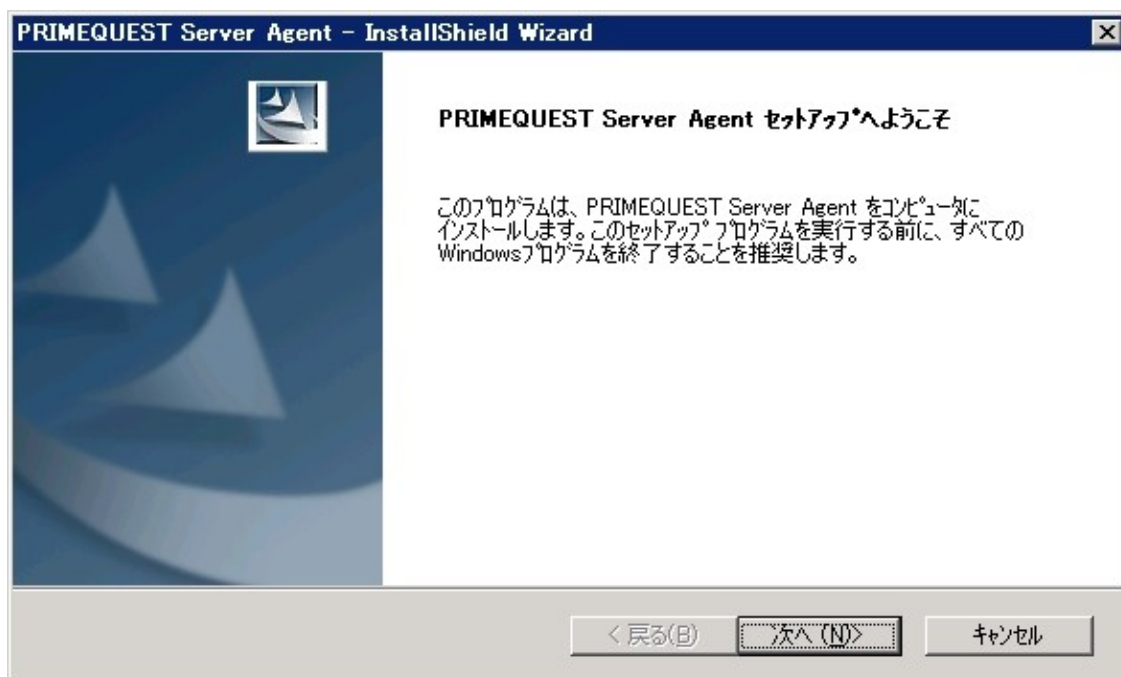 PRIMEQUEST Server Agent - InstallShield Wizard
PRIMEQUEST Server Agent ｾｯﾄｱｯﾌﾟへようこそ
このﾌﾟﾛｸﾞﾗﾑは、PRIMEQUEST Server Agent をｺﾝﾋﾟｭｰﾀに
ｲﾝｽﾄｰﾙします。このｾｯﾄｱｯﾌﾟ ﾌﾟﾛｸﾞﾗﾑを実行する前に、すべての
Windowsﾌﾟﾛｸﾞﾗﾑを終了することを推奨します。
< 戻る(B)
次へ (N)>
ｷｬﾝｾﾙ